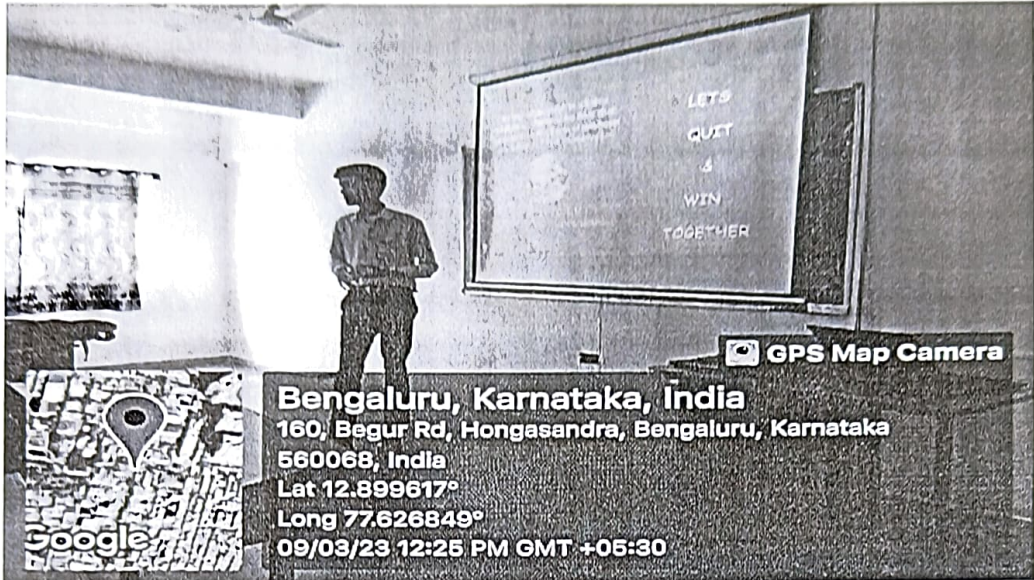 LETS
QUIT
&
WIN
TOGETHER
GPS Map Camera
Bengaluru, Karnataka, India
160, Begur Rd, Hongasandra, Bengaluru, Karnataka
560068, India
Lat 12.899617°
Long 77.626849°
09/03/23 12:25 PM GMT +05:30
Google